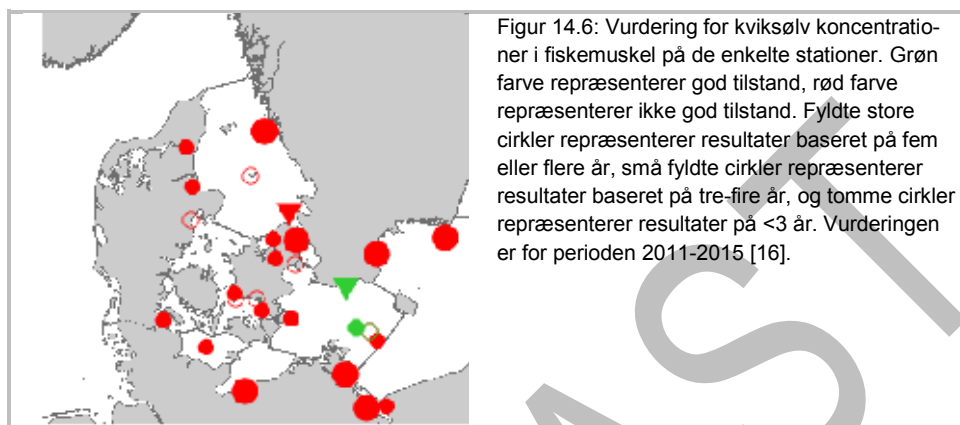 Figur 14.6: Vurdering for kviksølv koncentratio-
ner i fiskemuskel på de enkelte stationer. Grøn
farve repræsenterer god tilstand, rød farve
repræsenterer ikke god tilstand. Fyldte store
cirkler repræsenterer resultater baseret på fem
eller flere år, små fyldte cirkler repræsenterer
resultater baseret på tre-fire år, og tomme cirkler
repræsenterer resultater på <3 år. Vurderingen
er for perioden 2011-2015 [16].